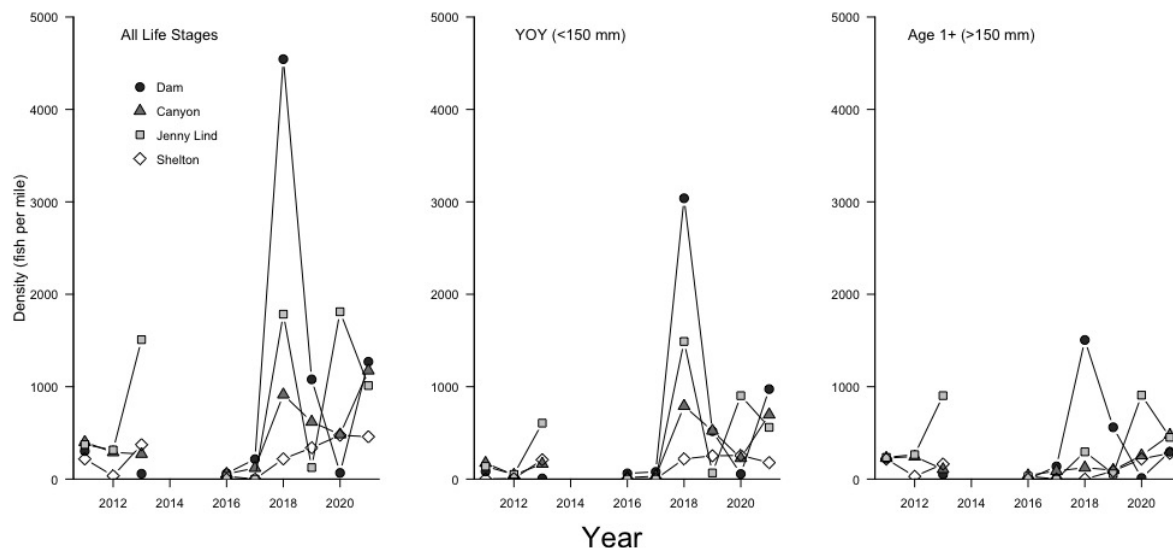 All Life Stages
Dam
Canyon
Jenny Lind
Shelton
Density (fish per mile)
5000
4000
3000
2000
1000
0
2012 2014 2016 2018 2020
YOY (<150 mm)
5000
4000
3000
2000
1000
0
2012 2014 2016 2018 2020
Age 1+ (>150 mm)
5000
4000
3000
2000
1000
0
2012 2014 2016 2018 2020
Year